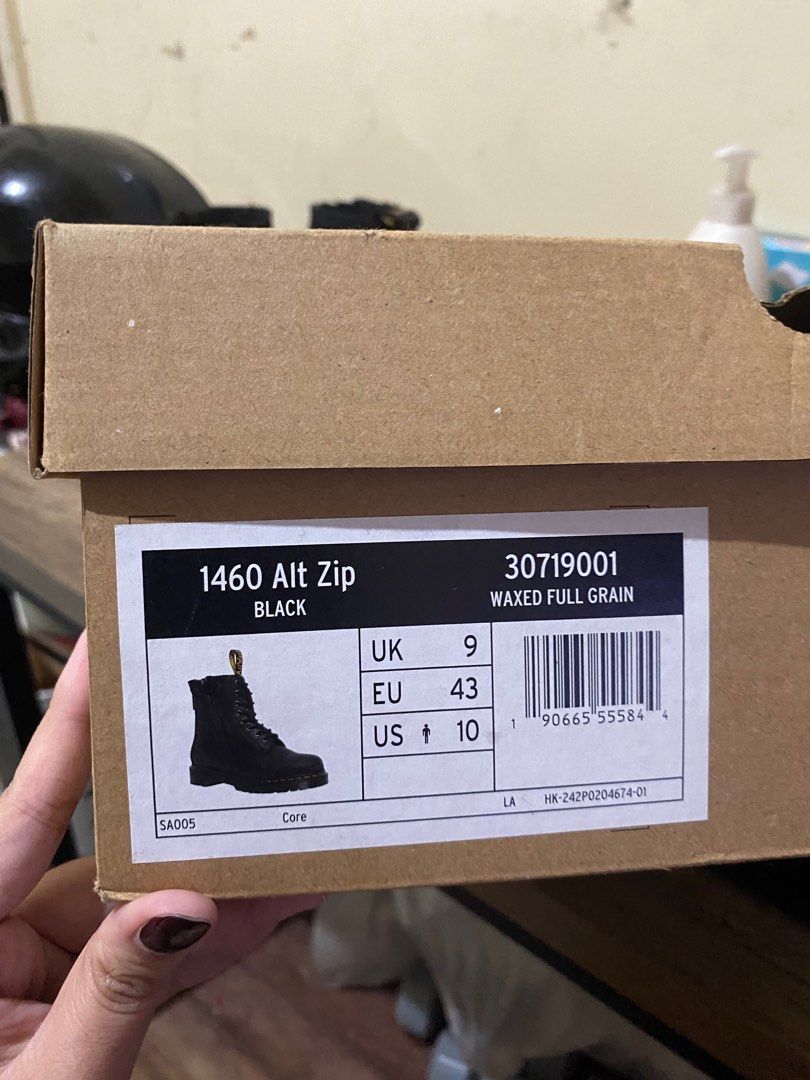 1460 Alt Zip
BLACK
30719001
WAXED FULL GRAIN
UK 9
EU 43
US 10
1 90665 55584 4
SA005 Core LA HK-242P0204674-01